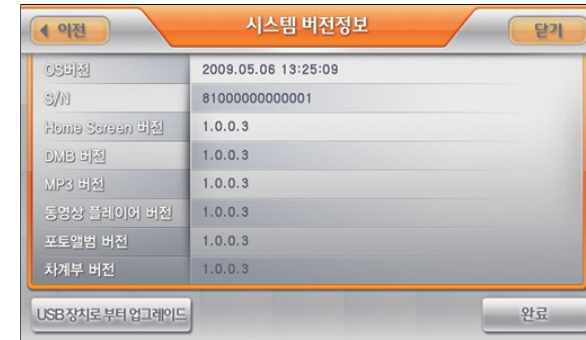 이전
시스템 버전정보
닫기
OS버전 2009.05.06 13:25:09
S/N 81000000000001
Home Screen 버전 1.0.0.3
DMB 버전 1.0.0.3
MP3 버전 1.0.0.3
동영상 플레이어 버전 1.0.0.3
포토앨범 버전 1.0.0.3
차계부 버전 1.0.0.3
USB 장치로 부터 업그레이드
완료